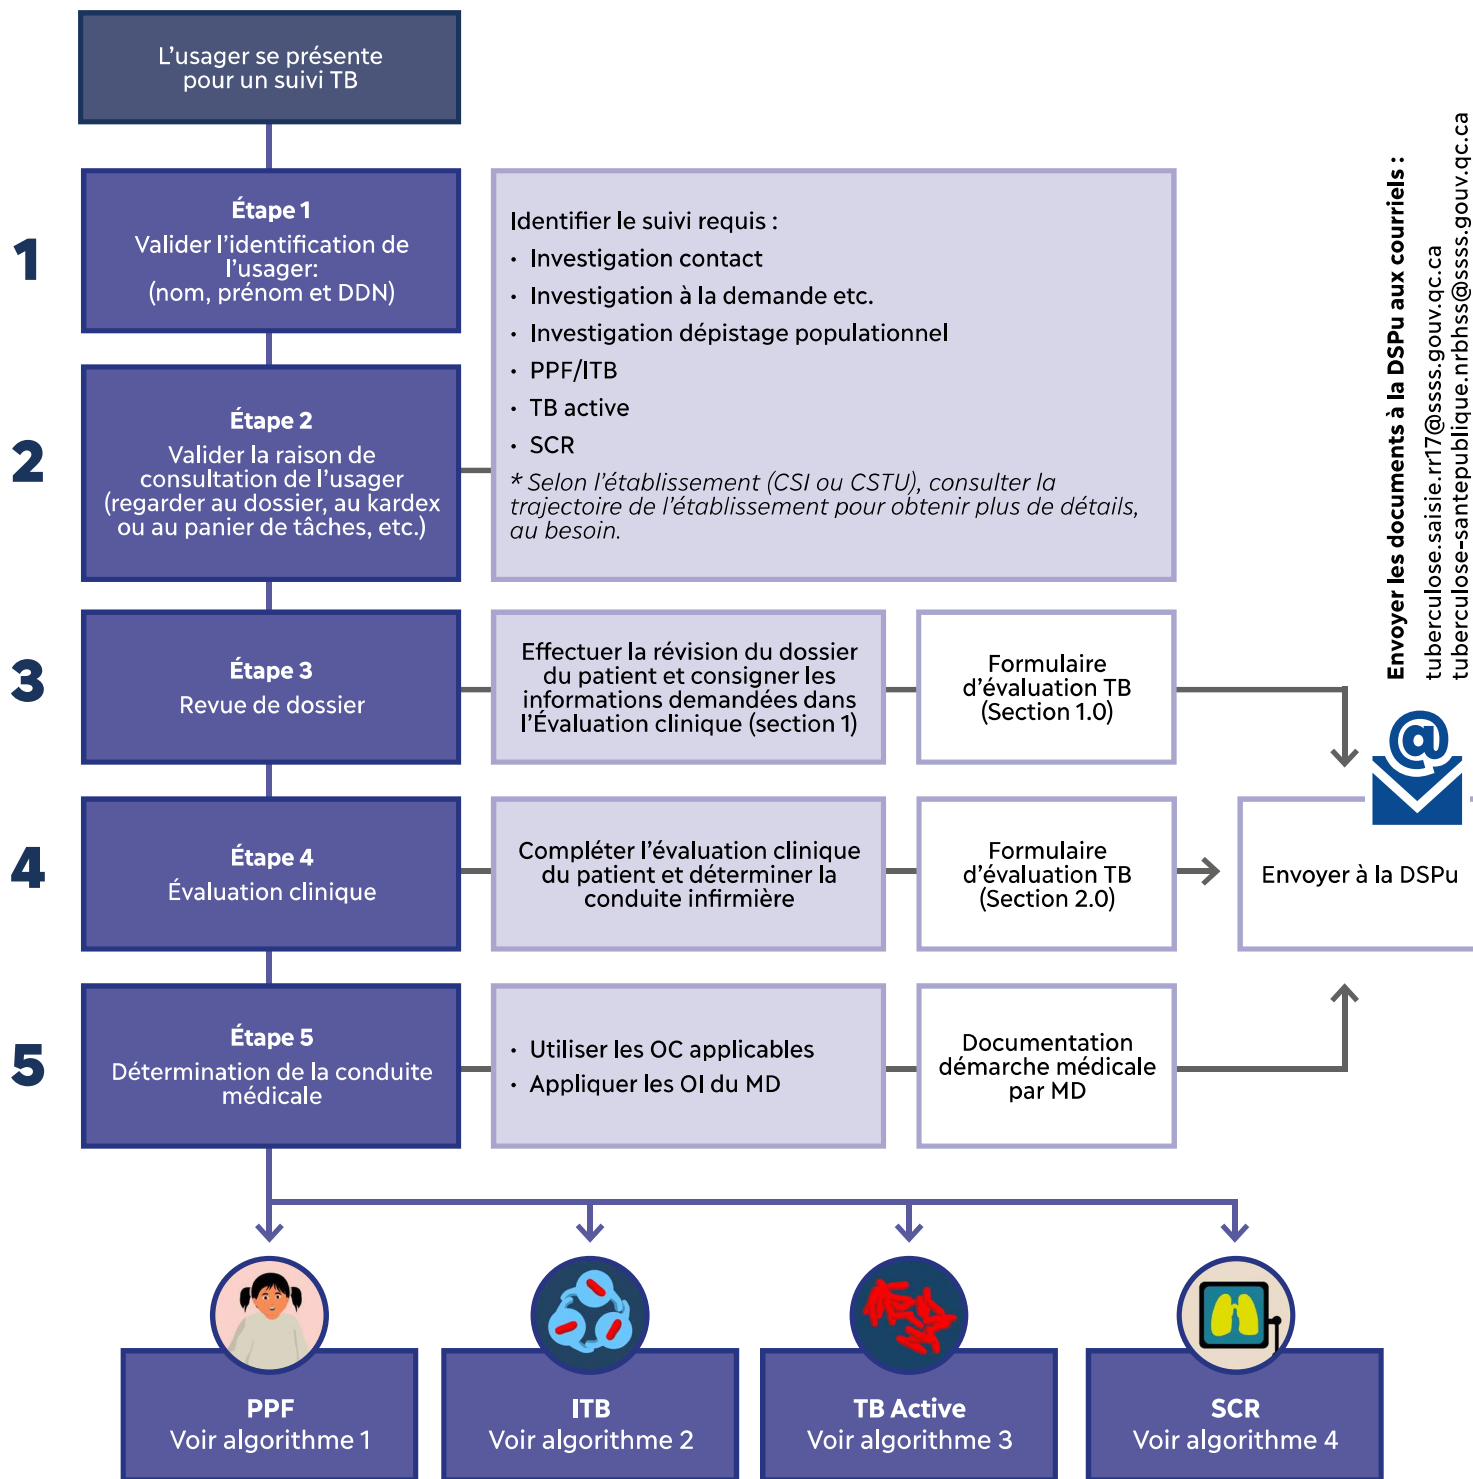 L'usager se présente
pour un suivi TB
1
Étape 1
Valider l'identification de
l'usager:
(nom, prénom et DDN)
2
Étape 2
Valider la raison de
consultation de l'usager
(regarder au dossier, au kardex
ou au panier de tâches, etc.)
Identifier le suivi requis :
• Investigation contact
• Investigation à la demande etc.
• Investigation dépistage populationnel
• PPF/ITB
• TB active
• SCR
* Selon l'établissement (CSI ou CSTU), consulter la
trajectoire de l'établissement pour obtenir plus de détails,
au besoin.
3
Étape 3
Revue de dossier
Effectuer la révision du dossier
du patient et consigner les
informations demandées dans
l'Évaluation clinique (section 1)
Formulaire
d'évaluation TB
(Section 1.0)
4
Étape 4
Évaluation clinique
Compléter l'évaluation clinique
du patient et déterminer la
conduite infirmière
Formulaire
d'évaluation TB
(Section 2.0)
5
Étape 5
Détermination de la conduite
médicale
• Utiliser les OC applicables
• Appliquer les OI du MD
Documentation
démarche médicale
par MD
Envoyer les documents à la DSPu aux courriels :
tuberculose.saisie.rr17@ssss.gouv.qc.ca
tuberculose-santepublique.nrbhss@ssss.gouv.qc.ca
@
Envoyer à la DSPu
PPF
Voir algorithme 1
ITB
Voir algorithme 2
TB Active
Voir algorithme 3
SCR
Voir algorithme 4